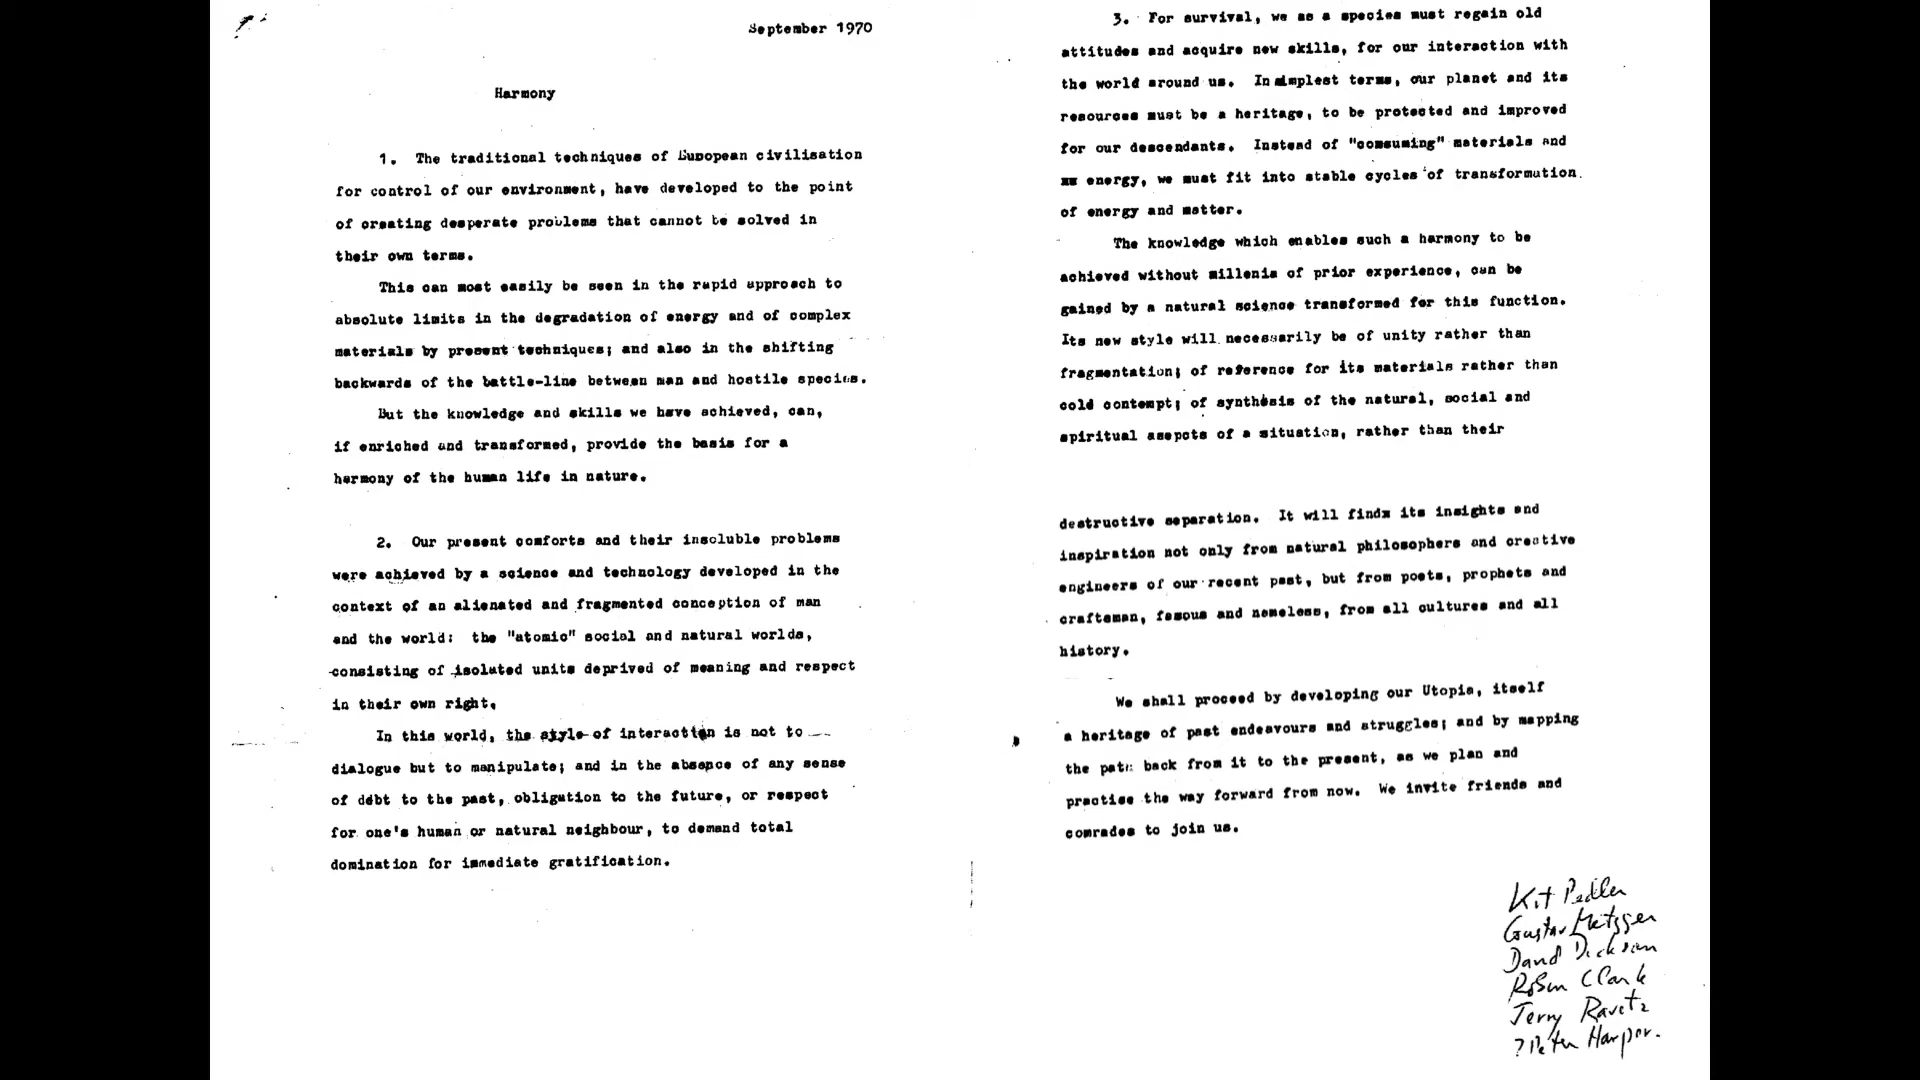 September 1970
Harmony
1. The traditional techniques of European civilisation
for control of our environment, have developed to the point
of creating desperate problems that cannot be solved in
their own terms.
This can most easily be seen in the rapid approach to
absolute limits in the degradation of energy and of complex
materials by present techniques; and also in the shifting
backwards of the battle-line between man and hostile species.
But the knowledge and skills we have achieved, can,
if enriched and transformed, provide the basis for a
harmony of the human life in nature.
2. Our present comforts and their insoluble problems
were achieved by a science and technology developed in the
context of an alienated and fragmented conception of man
and the world: the "atomic" social and natural worlds,
consisting of isolated units deprived of meaning and respect
in their own right.
In this world, the style of interaction is not to
dialogue but to manipulate; and in the absence of any sense
of debt to the past, obligation to the future, or respect
for one's human or natural neighbour, to demand total
domination for immediate gratification.
3. For survival, we as a species must regain old
attitudes and acquire new skills, for our interaction with
the world around us. In simplest terms, our planet and its
resources must be a heritage, to be protected and improved
for our descendants. Instead of "consuming" materials and
energy, we must fit into stable cycles of transformation
of energy and matter.
The knowledge which enables such a harmony to be
achieved without millenia of prior experience, can be
gained by a natural science transformed for this function.
Its new style will necessarily be of unity rather than
fragmentation; of reference for its materials rather than
cold contempt; of synthesis of the natural, social and
spiritual asepcts of a situation, rather than their
destructive separation. It will findx its insights and
inspiration not only from natural philosophers and creative
engineers of our recent past, but from poets, prophets and
craftsman, famous and nameless, from all cultures and all
history.
We shall proceed by developing our Utopia, itself
a heritage of past endeavours and struggles; and by mapping
the path back from it to the present, as we plan and
practise the way forward from now. We invite friends and
comrades to join us.
Kit Pedler
Gustav Metzger
David Dickson
Robin Clark
Jerry Ravetz
? Peter Harper.